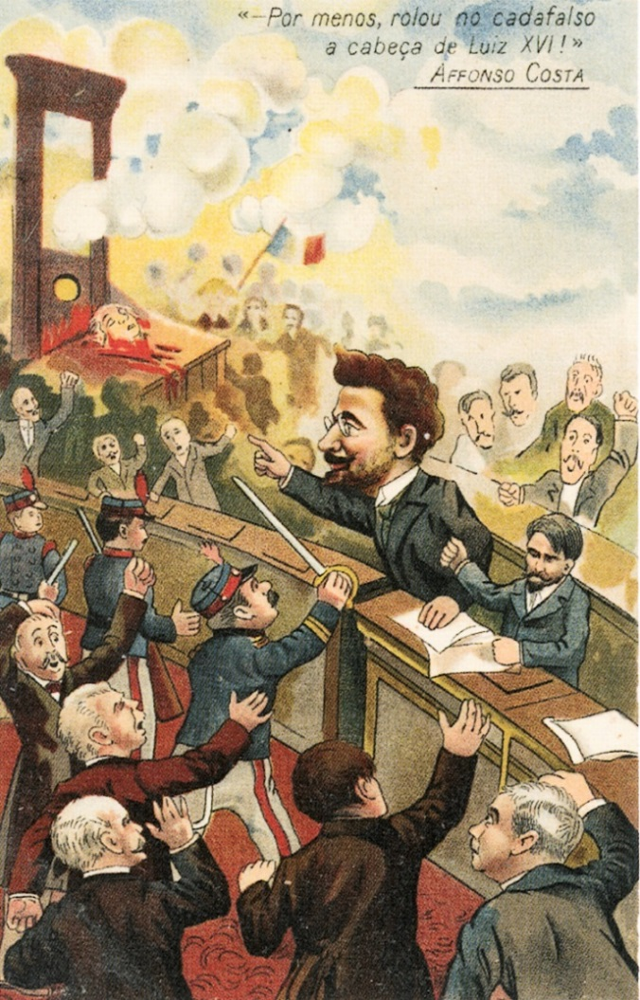 «—Por menos, rolou no cadafalso
a cabeça de Luiz XVI!»
AFFONSO COSTA